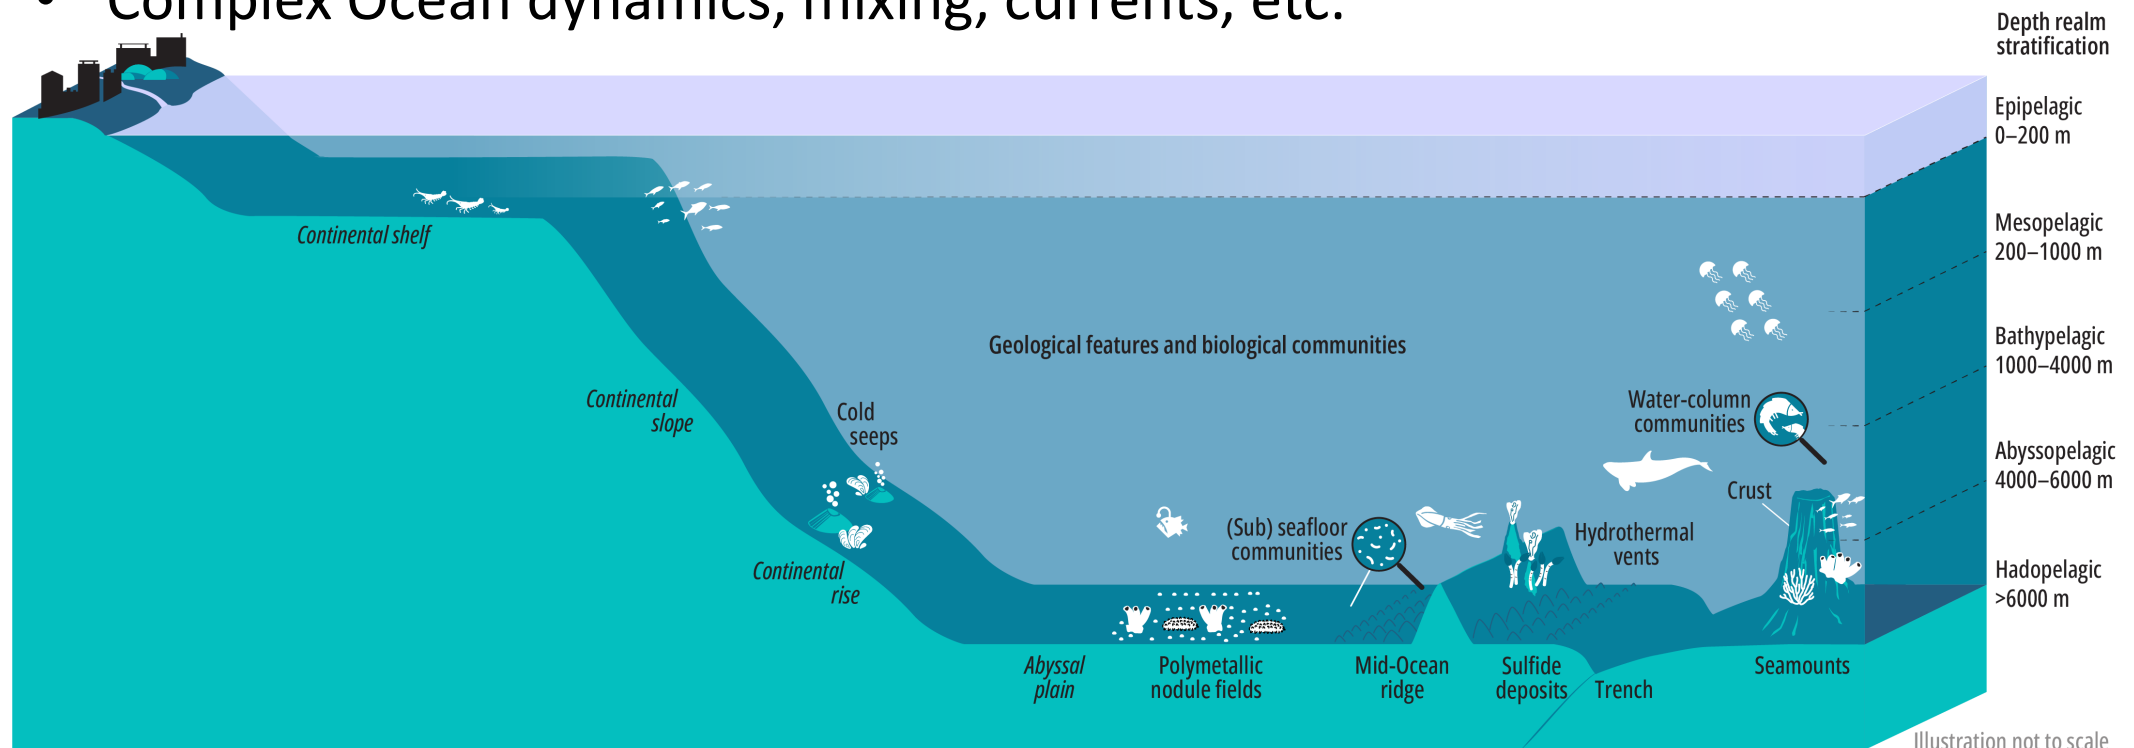 • Complex Ocean dynamics, mixing, currents, etc.
Depth realm
stratification
Epipelagic
0–200 m
Mesopelagic
200–1000 m
Bathypelagic
1000–4000 m
Abyssopelagic
4000–6000 m
Hadopelagic
>6000 m
Continental shelf
Geological features and biological communities
Continental
slope
Cold
seeps
Water-column
communities
Crust
(Sub) seafloor
communities
Hydrothermal
vents
Continental
rise
Abyssal
plain
Polymetallic
nodule fields
Mid-Ocean
ridge
Sulfide
deposits
Trench
Seamounts
Illustration not to scale